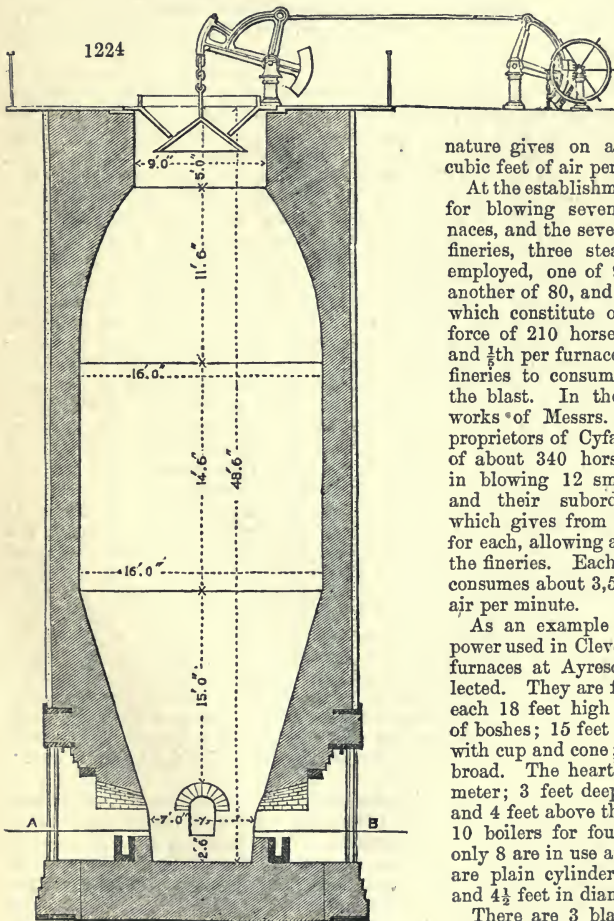 1224
9.0"
5.0"
11'.6"
16.0"
14'.6"
48'.6"
16.0"
15'.0"
7'.0"
2'.6"
A
B
nature gives on a
cubic feet of air per
At the establishm
for blowing seven
naces, and the seve
fineries, three stea
employed, one of
another of 80, and
which constitute o
force of 210 horse
and ⅕th per furnace
fineries to consum
the blast. In the
works of Messrs.
proprietors of Cyfa
of about 340 hors
in blowing 12 sm
and their subord
which gives from
for each, allowing a
the fineries. Each
consumes about 3,5
air per minute.
As an example
power used in Clev
furnaces at Ayreso
lected. They are f
each 18 feet high
of boshes; 15 feet
with cup and cone
broad. The heart
meter; 3 feet deep
and 4 feet above th
10 boilers for fou
only 8 are in use a
are plain cylinder
and 4½ feet in diam
There are 3 bla